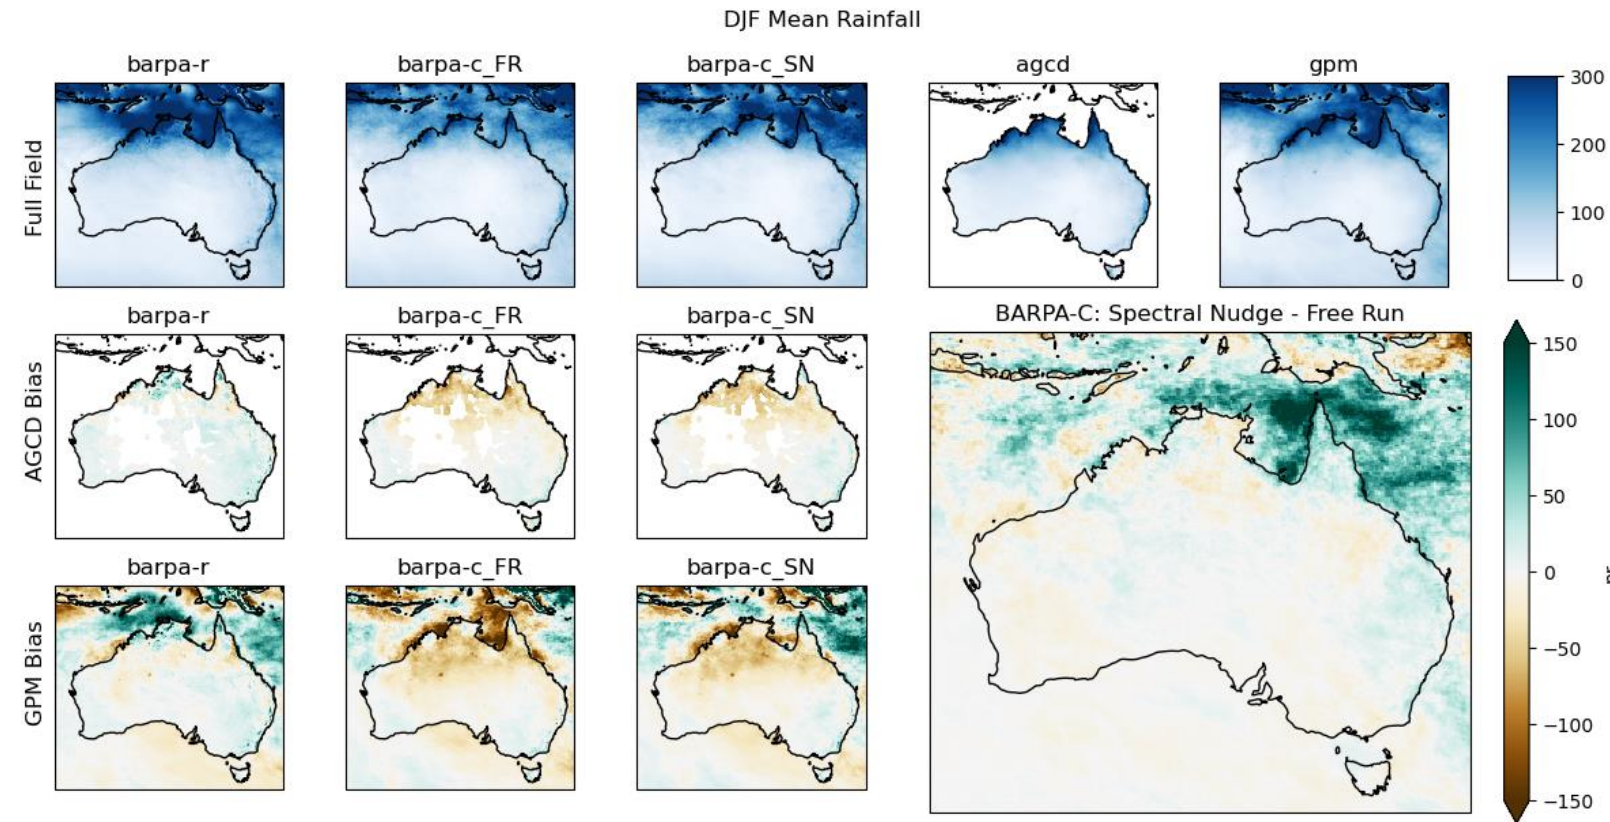 DJF Mean Rainfall
barpa-r
barpa-c_FR
barpa-c_SN
agcd
gpm
Full Field
300
200
100
0
barpa-r
barpa-c_FR
barpa-c_SN
AGCD Bias
BARPA-C: Spectral Nudge - Free Run
150
100
50
0
−50
−100
−150
barpa-r
barpa-c_FR
barpa-c_SN
GPM Bias